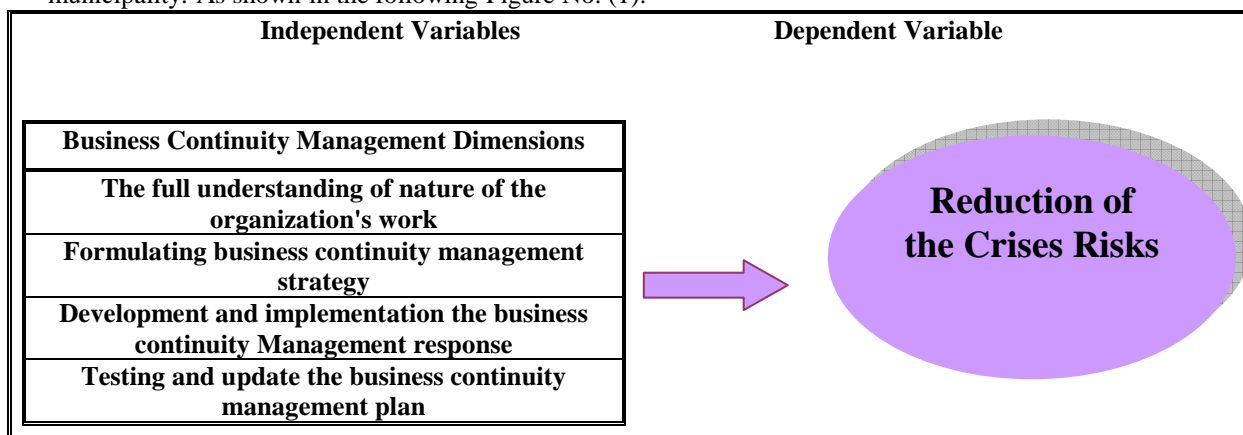 municipality. As shown in the following Figure No. (1).
Independent Variables Dependent Variable
Business Continuity Management Dimensions
The full understanding of nature of the
organization's work
Formulating business continuity management
strategy
Development and implementation the business
continuity Management response
Testing and update the business continuity
management plan
Reduction of
the Crises Risks